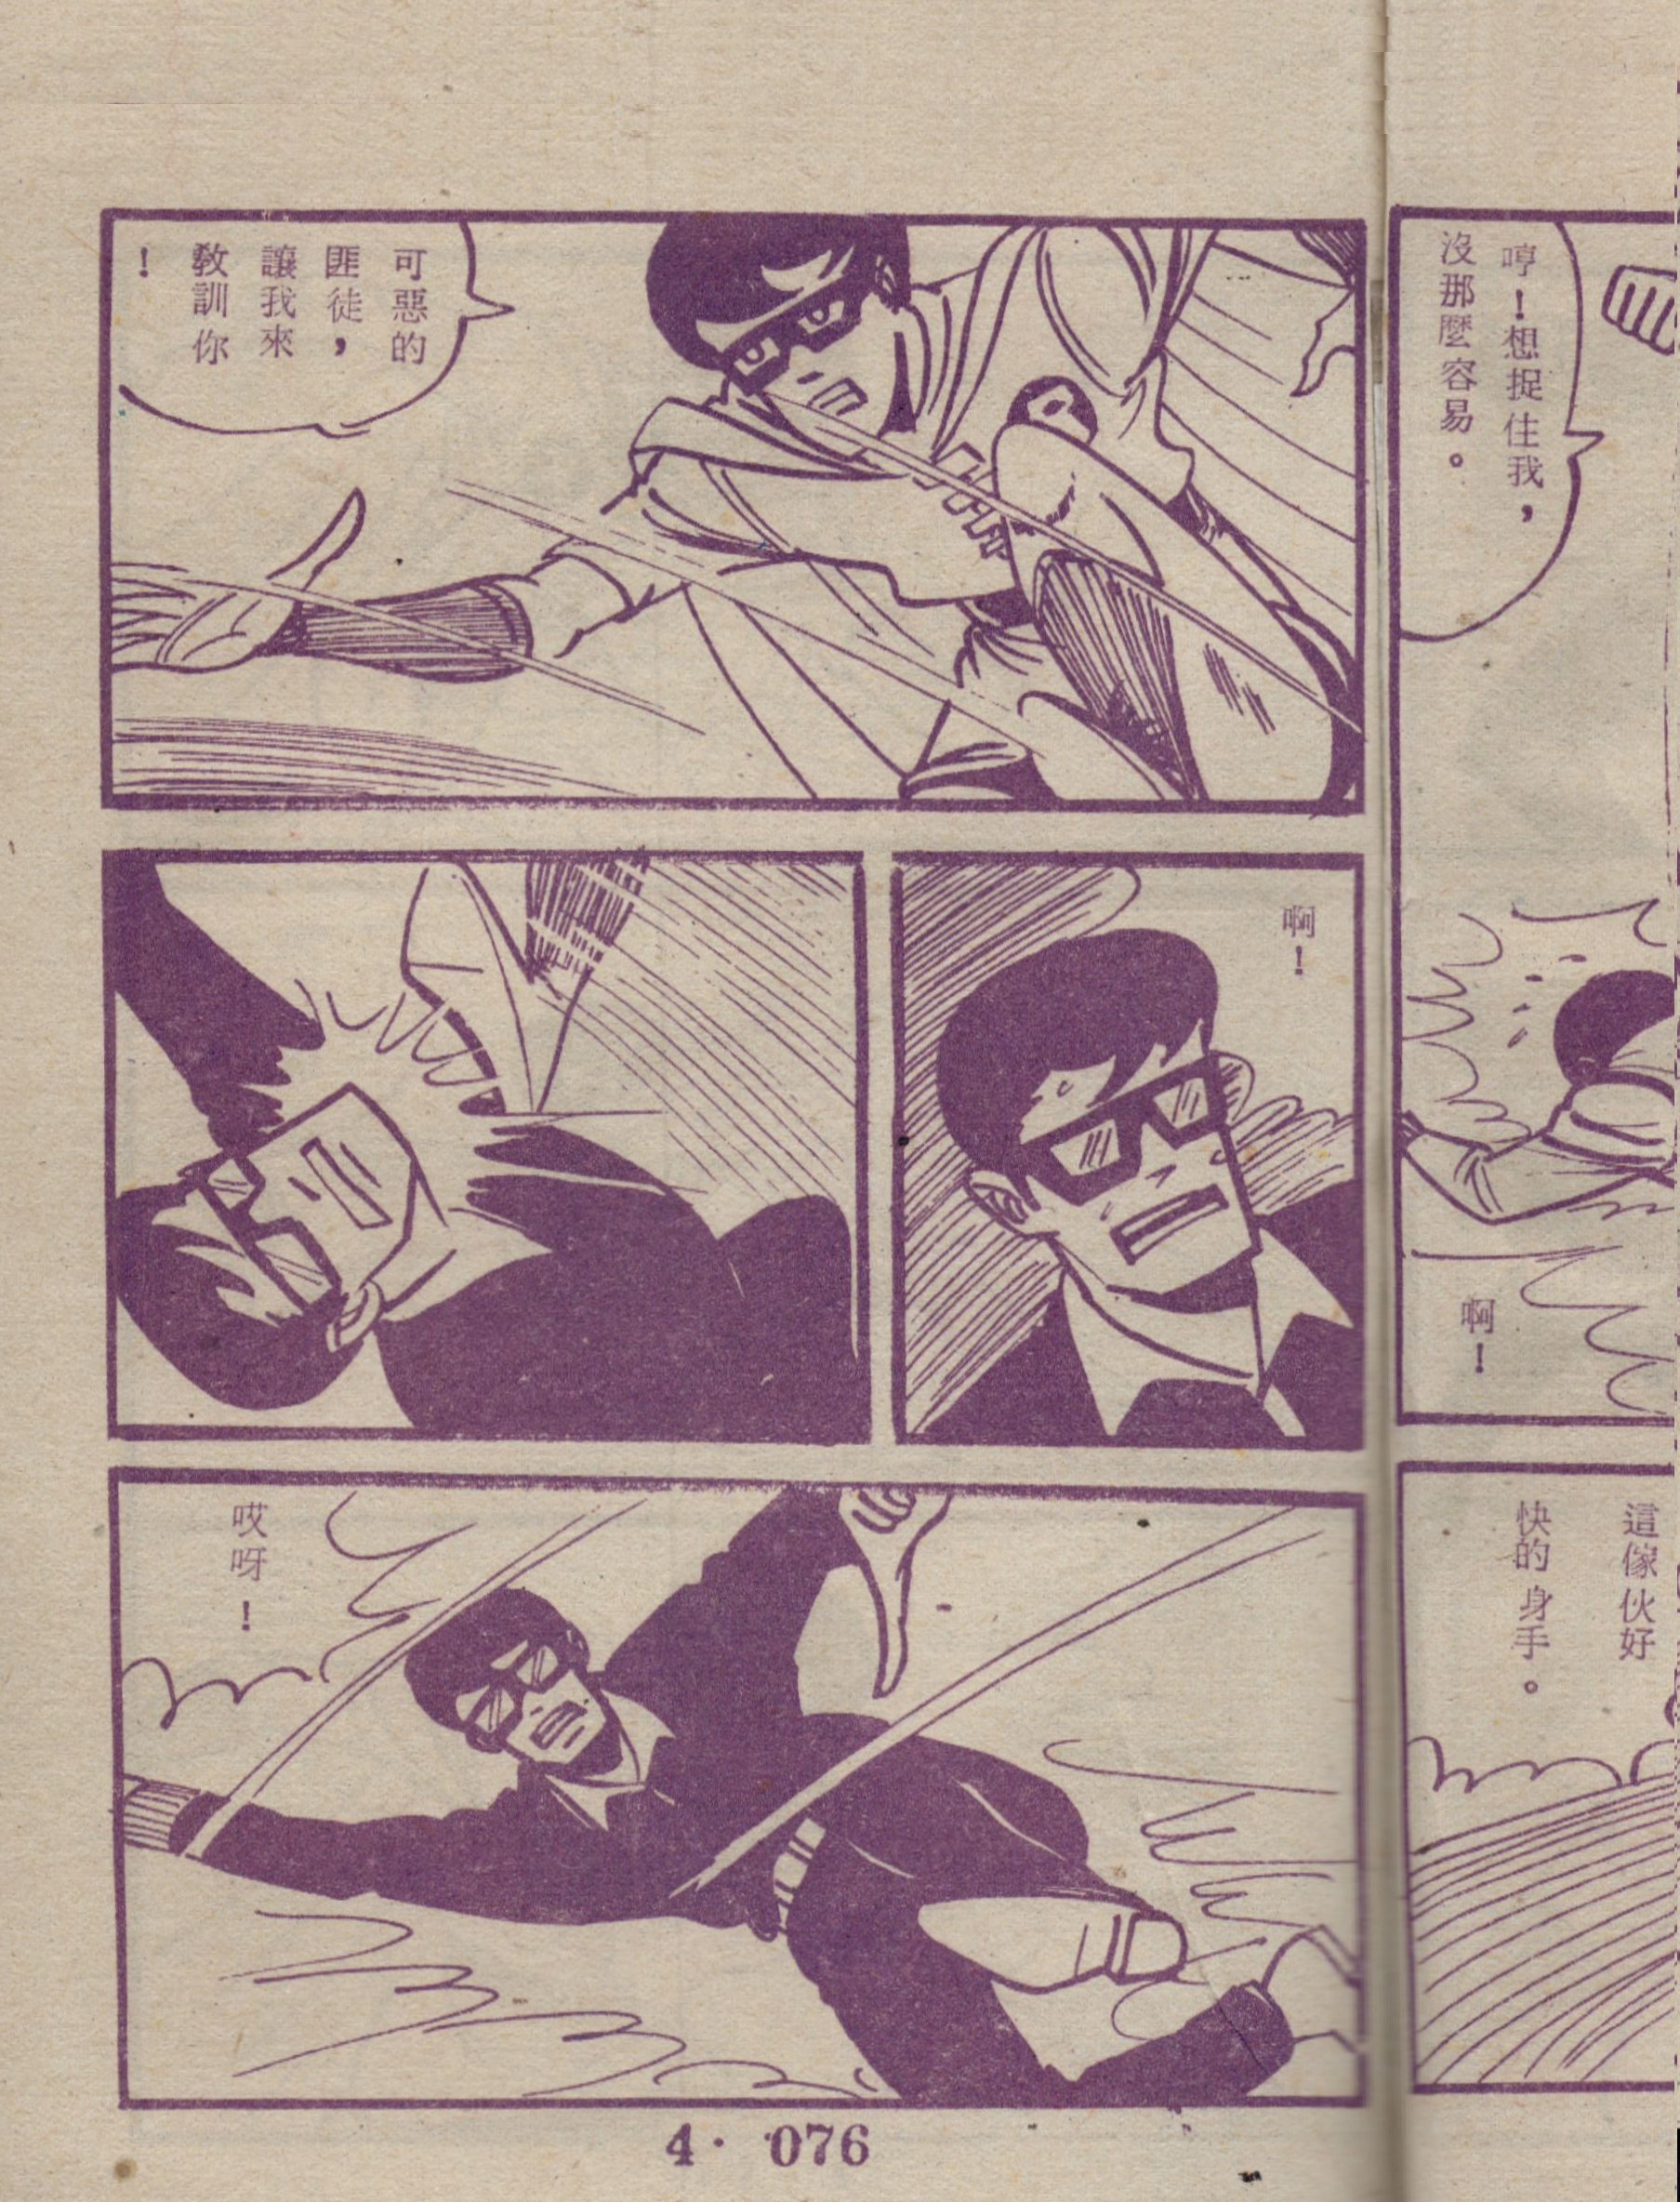 哼！想捉住我，
沒那麼容易。
啊！
這傢伙好
快的身手。
可惡的
匪徒，
讓我來
教訓你
！
啊！
哎呀！
4·076